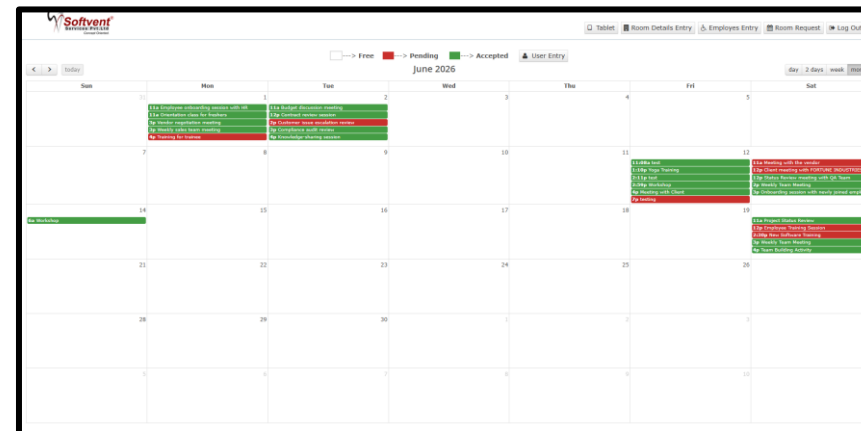 Softvent
Services Pvt.Ltd
Tablet Room Details Entry Employes Entry Room Request Log Out
---> Free ---> Pending ---> Accepted User Entry
< > today June 2026 day 2 days week
Sun Mon Tue Wed Thu Fri Sat
1 2 3 4 5
11a Employee onboarding session with HR
11a Orientation class for freshers
3p Vendor negotiation meeting
3p Weekly sales team meeting
4p Training for trainee
11a Budget discussion meeting
12p Contract review session
2p Customer issue escalation review
3p Compliance audit review
4p Knowledge sharing session
7 8 9 10 11 12
11:08a test
1:10p Yoga Training
2:11p test
Workshop
4p Meeting with Client
7p testing
11a Meeting with the vendor
12p Client meeting with FORTUNE INDUSTRIES
12p Status Review meeting with QA Team
3p Weekly Team Meeting
3p Onboarding session with newly joined empl
14 15 16 17 18 19
6a Workshop
11a Project Status Review
12p Employee Training Session
2:30p New Software Training
3p Weekly Team Meeting
4p Team Building Activity
21 22 23 24 25 26
28 29 30 1 2 3
5 6 7 8 9 10